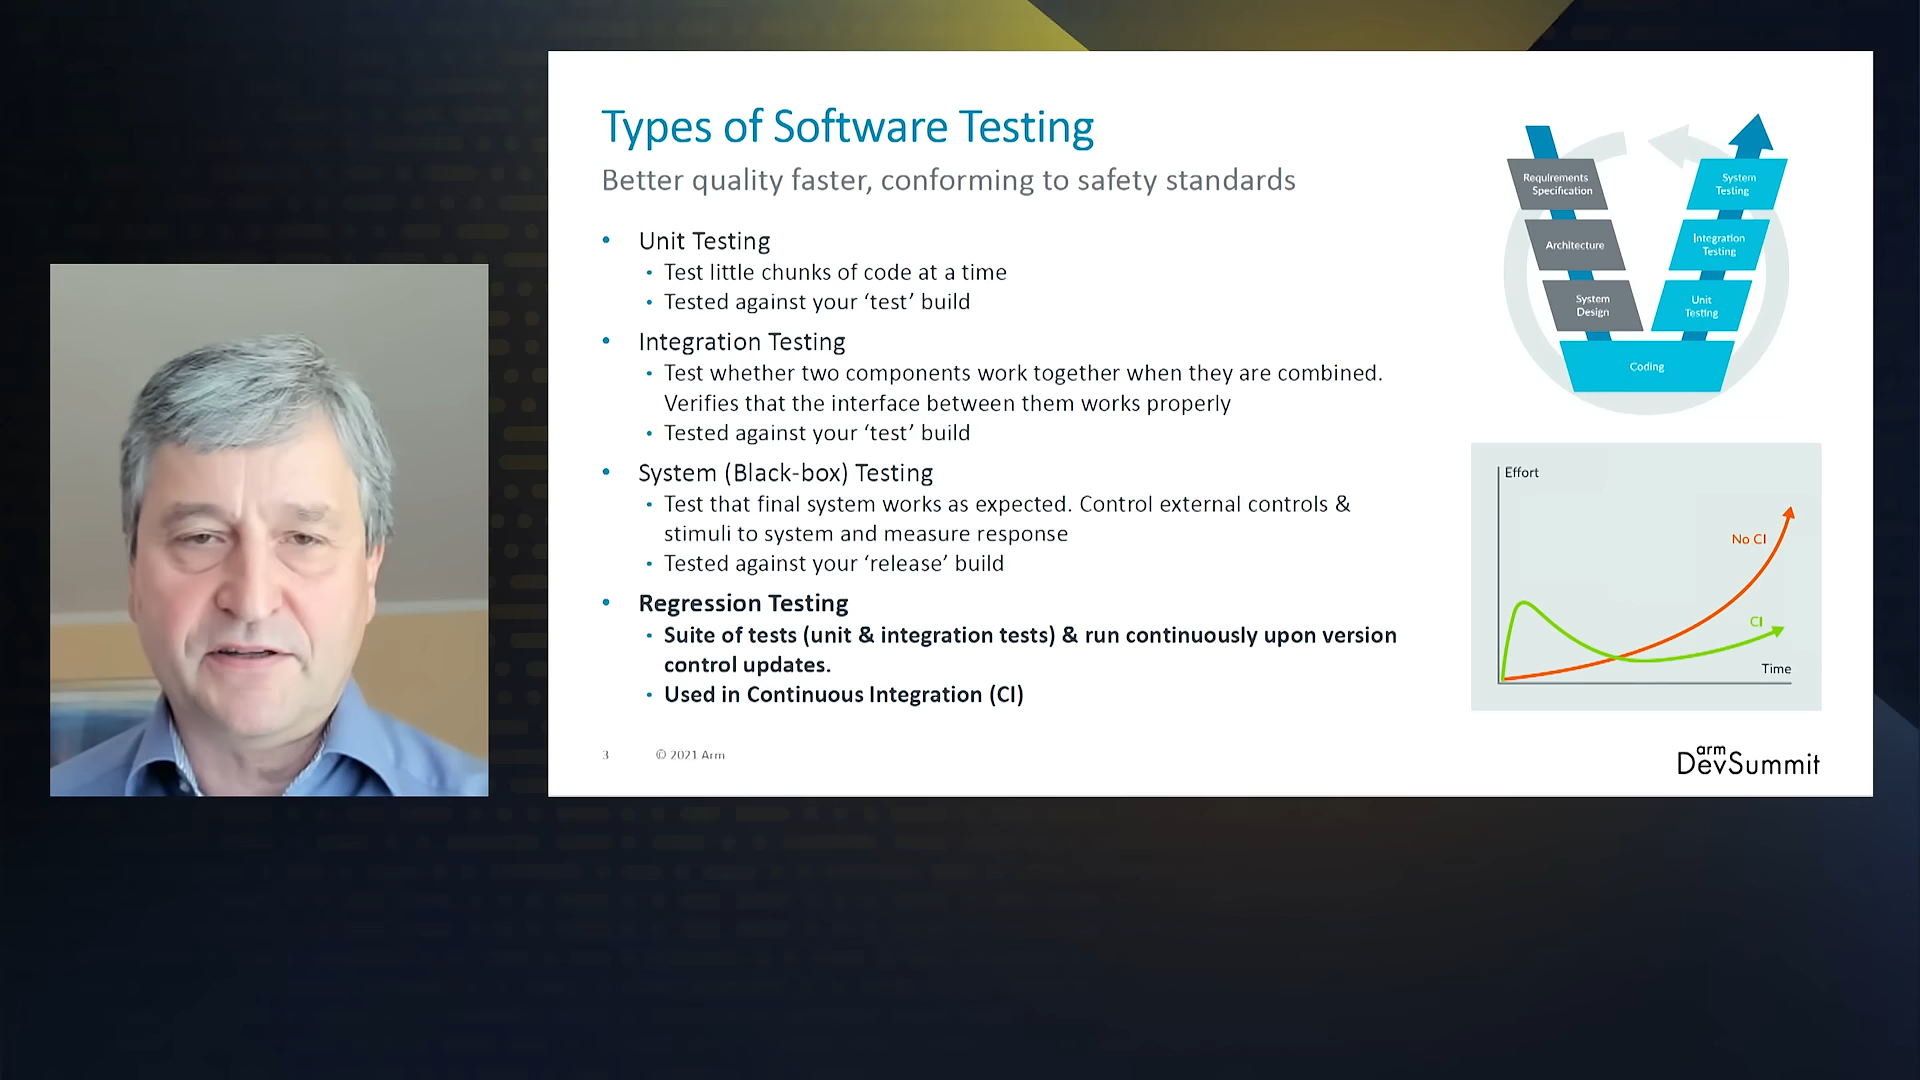 Types of Software Testing
Better quality faster, conforming to safety standards
• Unit Testing
• Test little chunks of code at a time
• Tested against your ‘test’ build
• Integration Testing
• Test whether two components work together when they are combined.
Verifies that the interface between them works properly
• Tested against your ‘test’ build
• System (Black-box) Testing
• Test that final system works as expected. Control external controls &
stimuli to system and measure response
• Tested against your ‘release’ build
• Regression Testing
• Suite of tests (unit & integration tests) & run continuously upon version
control updates.
• Used in Continuous Integration (CI)
3 © 2021 Arm
Requirements
Specification
Architecture
System
Design
Coding
Unit
Testing
Integration
Testing
System
Testing
Effort
No CI
CI
Time
arm
DevSummit